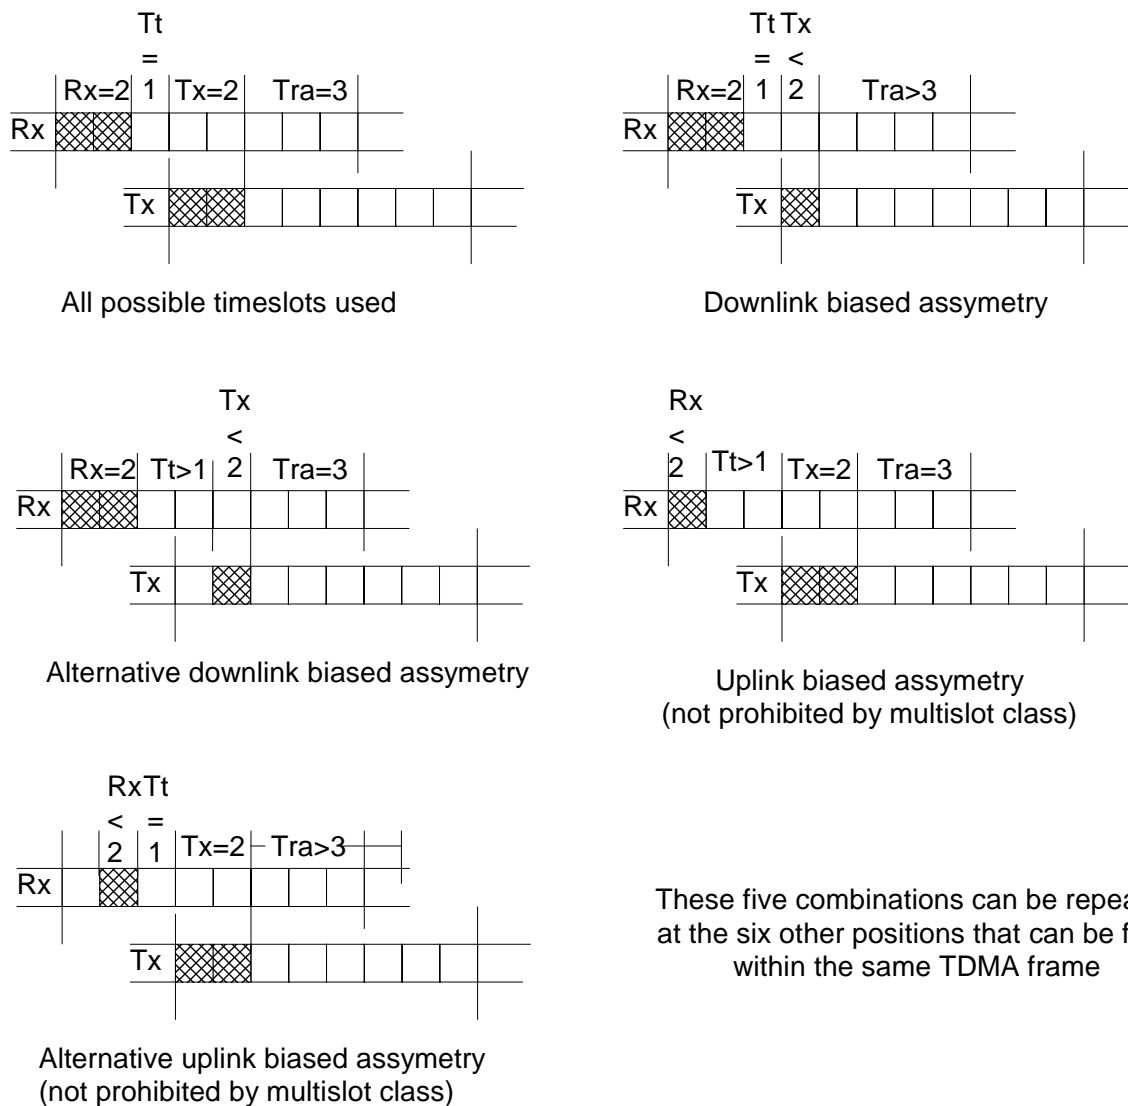 Tt
=
1
Rx=2 Tx=2 Tra=3
Rx
Tx
All possible timeslots used
Tt Tx
= <
1 2
Rx=2 Tra>3
Rx
Tx
Downlink biased assymetry
Tx
<
2
Rx=2 Tt>1 Tra=3
Rx
Tx
Alternative downlink biased assymetry
Rx
<
2
Tt>1 Tx=2 Tra=3
Rx
Tx
Uplink biased assymetry
(not prohibited by multislot class)
RxTt
< =
2 1
Tx=2 Tra>3
Rx
Tx
Alternative uplink biased assymetry
(not prohibited by multislot class)
These five combinations can be
at the six other positions that can be
within the same TDMA frame